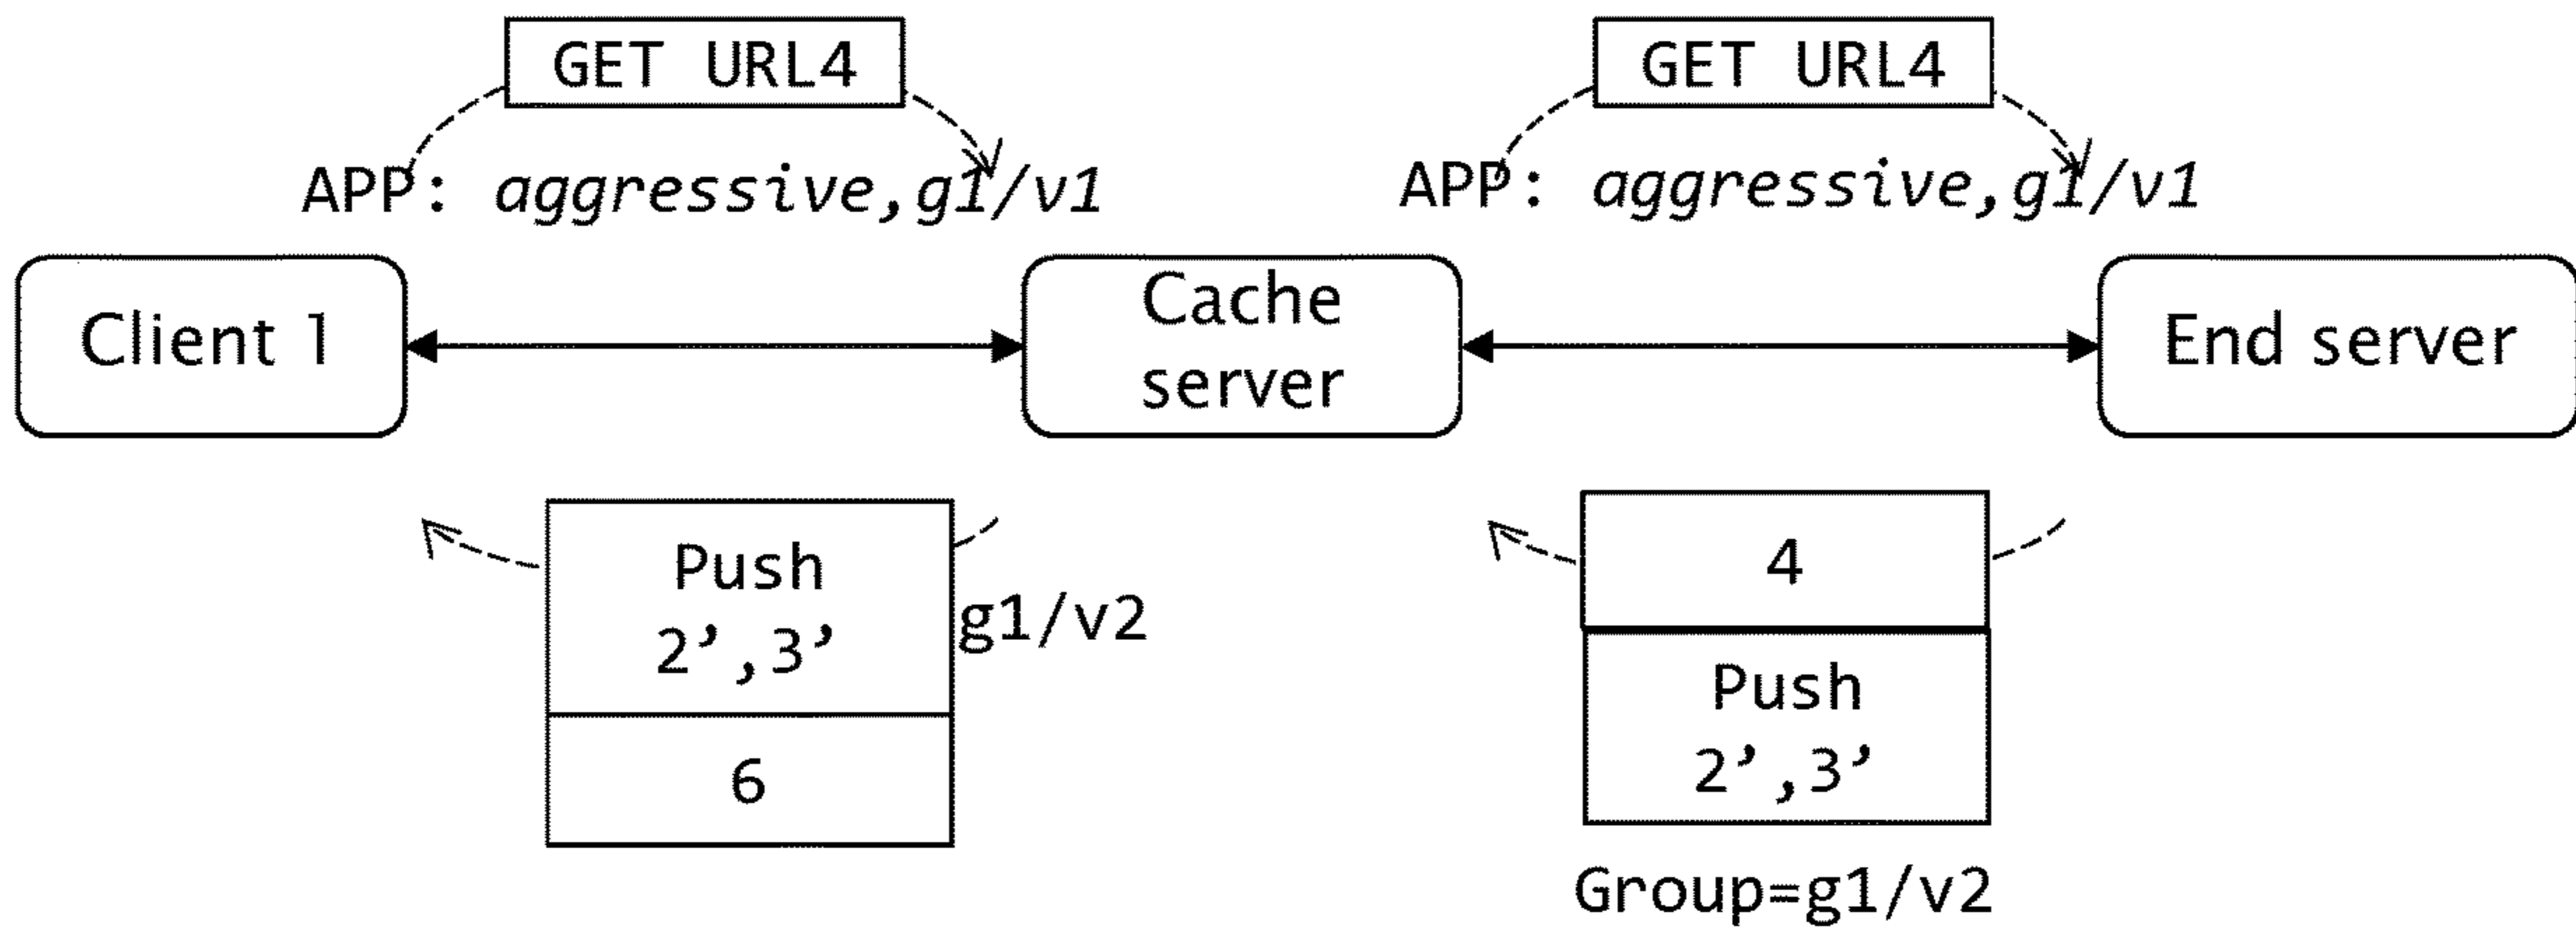 GET URL4
GET URL4
APP: aggressive,g1/v1
APP: aggressive,g1/v1
Client 1
Cache
server
End server
Push
2’,3’
g1/v2
6
4
Push
2’,3’
Group=g1/v2